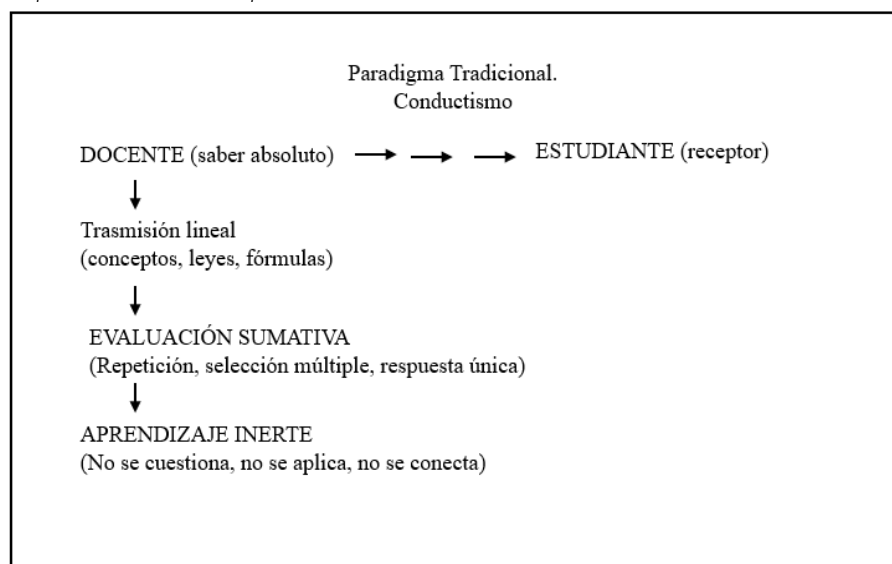 Paradigma Tradicional.
Conductismo
DOCENTE (saber absoluto)
ESTUDIANTE (receptor)
Trasmisión lineal
(conceptos, leyes, fórmulas)
EVALUACIÓN SUMATIVA
(Repetición, selección múltiple, respuesta única)
APRENDIZAJE INERTE
(No se cuestiona, no se aplica, no se conecta)